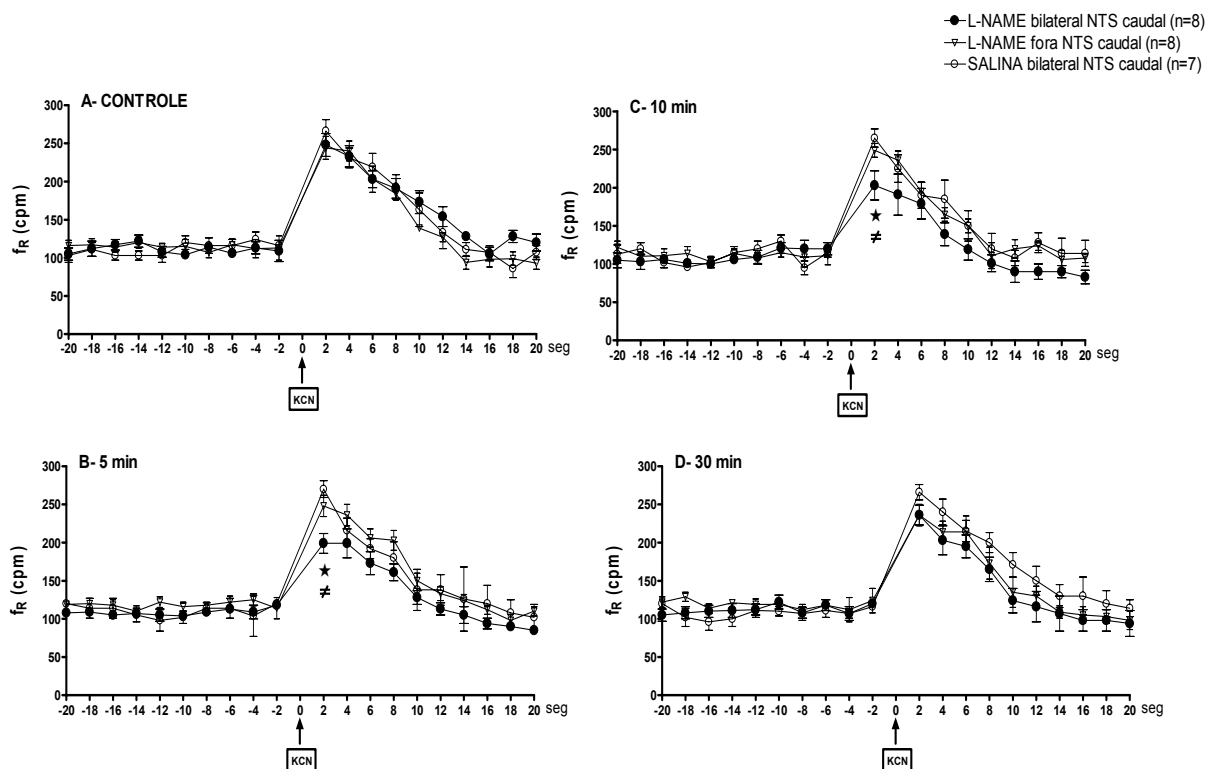 L-NAME bilateral NTS caudal (n=8)
L-NAME fora NTS caudal (n=8)
SALINA bilateral NTS caudal (n=7)
A- CONTROLE
300
250
200
150
100
50
0
fR (cpm)
-20 -18 -16 -14 -12 -10 -8 -6 -4 -2 0 2 4 6 8 10 12 14 16 18 20 seg
KCN
C- 10 min
300
250
200
150
100
50
0
fR (cpm)
★
≠
-20 -18 -16 -14 -12 -10 -8 -6 -4 -2 0 2 4 6 8 10 12 14 16 18 20 seg
KCN
B- 5 min
300
250
200
150
100
50
0
fR (cpm)
★
≠
-20 -18 -16 -14 -12 -10 -8 -6 -4 -2 0 2 4 6 8 10 12 14 16 18 20 seg
KCN
D- 30 min
300
250
200
150
100
50
0
fR (cpm)
-20 -18 -16 -14 -12 -10 -8 -6 -4 -2 0 2 4 6 8 10 12 14 16 18 20 seg
KCN